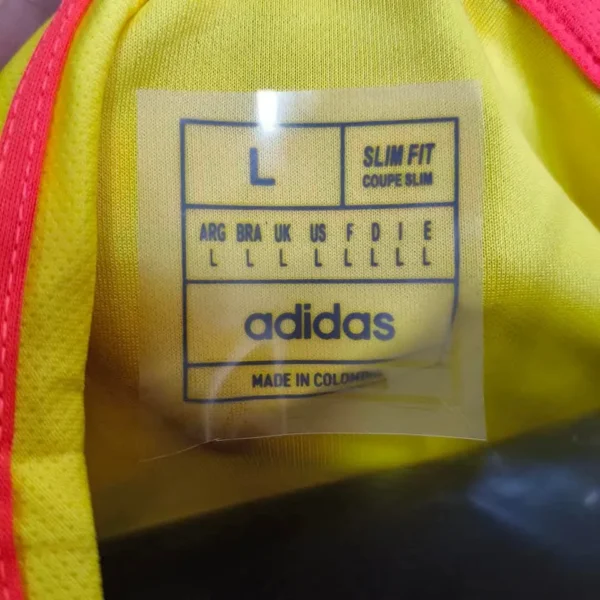 L
SLIM FIT
COUPE SLIM
ARG BRA UK US F D I E
L L L L L L L L
adidas
MADE IN COLOMBIA